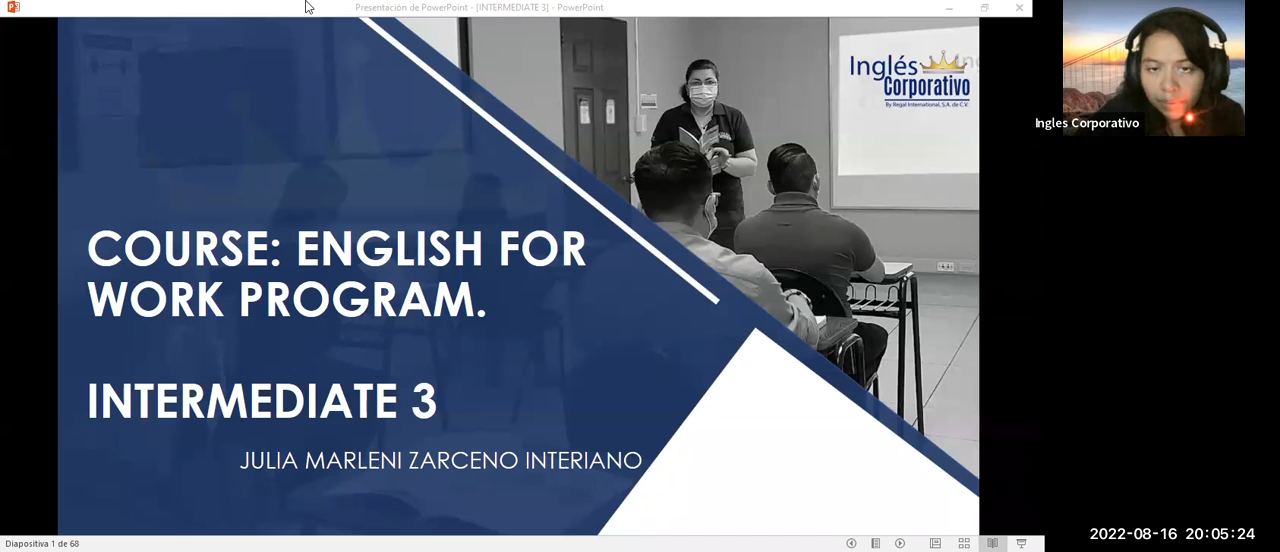 Presentación de PowerPoint - [INTERMEDIATE 3] - PowerPoint
Inglés
Corporativo
By Regal International, S.A. de C.V.
Ingles Corporativo
COURSE: ENGLISH FOR
WORK PROGRAM.
INTERMEDIATE 3
JULIA MARLENI ZARCENO INTERIANO
Diapositiva 1 de 68
2022-08-16 20:05:24